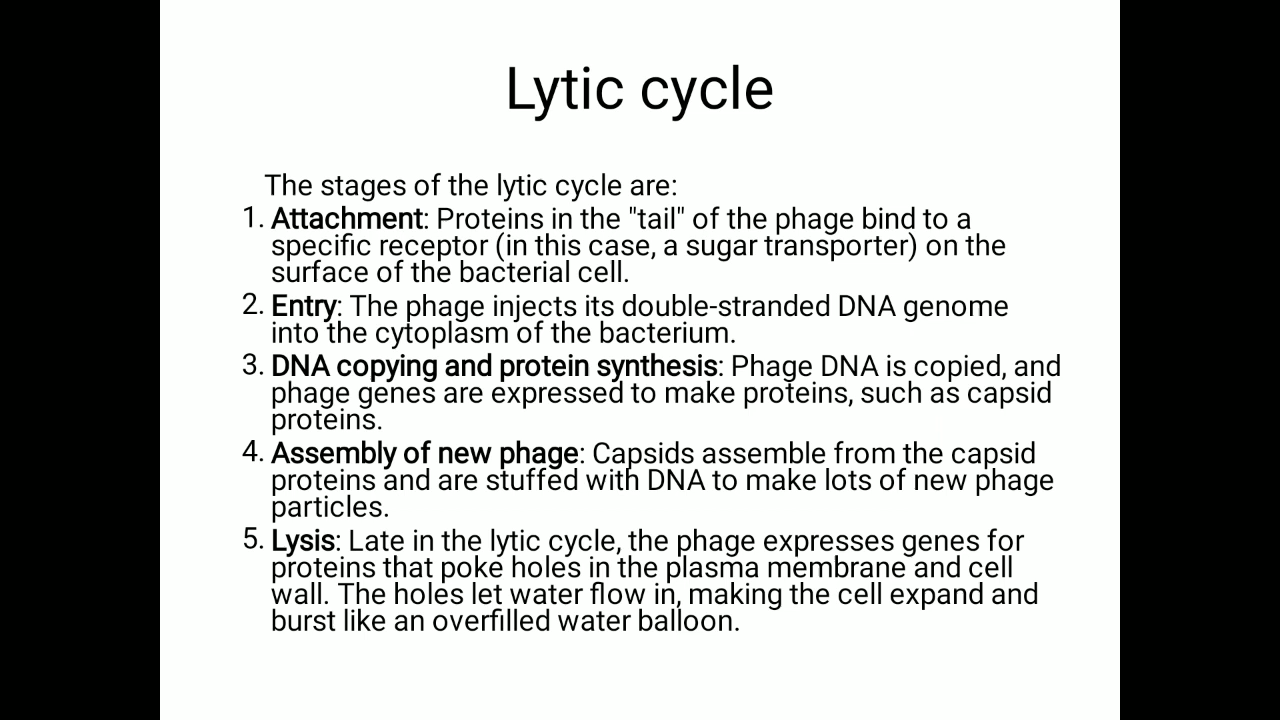 Lytic cycle
The stages of the lytic cycle are:
1. Attachment: Proteins in the "tail" of the phage bind to a
specific receptor (in this case, a sugar transporter) on the
surface of the bacterial cell.
2. Entry: The phage injects its double-stranded DNA genome
into the cytoplasm of the bacterium.
3. DNA copying and protein synthesis: Phage DNA is copied, and
phage genes are expressed to make proteins, such as capsid
proteins.
4. Assembly of new phage: Capsids assemble from the capsid
proteins and are stuffed with DNA to make lots of new phage
particles.
5. Lysis: Late in the lytic cycle, the phage expresses genes for
proteins that poke holes in the plasma membrane and cell
wall. The holes let water flow in, making the cell expand and
burst like an overfilled water balloon.